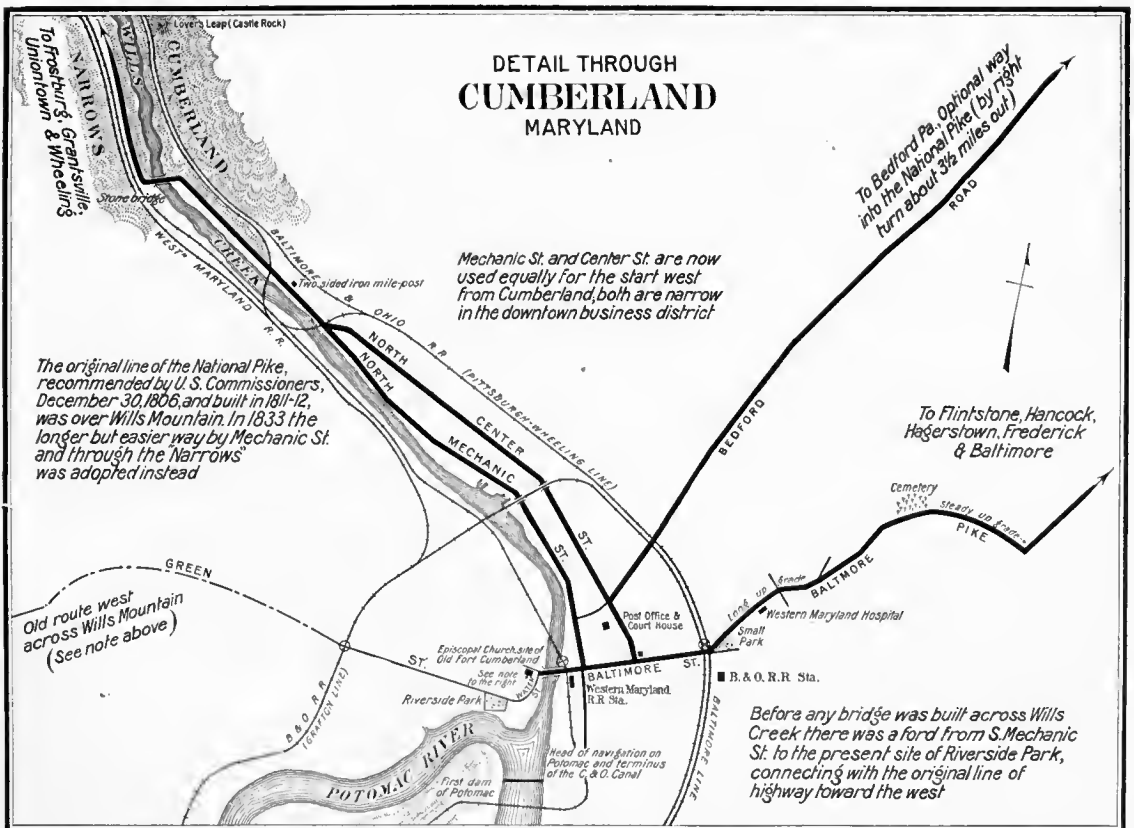 Lover's Leap (Castle Rock)
WILLS
CUMBERLAND
NARROWS
To Frostburg, Grantsville,
Uniontown & Wheeling
DETAIL THROUGH
CUMBERLAND
MARYLAND
To Bedford Pa., Optional way
into the National Pike (by right
turn about 3½ miles out)
ROAD
BEDFORD
Stone bridge
CREEK
BALTIMORE & OHIO R.R. (PITTSBURGH-WHEELING LINE)
WESTN MARYLAND R.R.
Two sided iron mile-post
Mechanic St. and Center St. are now
used equally for the start west
from Cumberland, both are narrow
in the downtown business district
The original line of the National Pike,
recommended by U.S. Commissioners,
December 30, 1806, and built in 1811-12,
was over Wills Mountain. In 1833 the
longer but easier way by Mechanic St.
and through the "Narrows"
was adopted instead
NORTH CENTER ST.
NORTH MECHANIC ST.
To Flintstone, Hancock,
Hagerstown, Frederick
& Baltimore
Cemetery
Steady up grade
PIKE
BALTIMORE
Long up grade
Western Maryland Hospital
Small
Park
GREEN
ST.
Old route west
across Wills Mountain
(See note above)
Post Office &
Court House
Episcopal Church, site of
Old Fort Cumberland
See note
to the right
WATER ST.
BALTIMORE ST.
Western Maryland
R.R Sta.
B. & O. R.R Sta.
Riverside Park
B & O R R
(GRAFTON LINE)
POTOMAC RIVER
Head of navigation on
Potomac and terminus
of the C. & O. Canal
First dam
of Potomac
BALTIMORE LINE
Before any bridge was built across Wills
Creek there was a ford from S. Mechanic
St. to the present site of Riverside Park,
connecting with the original line of
highway toward the west